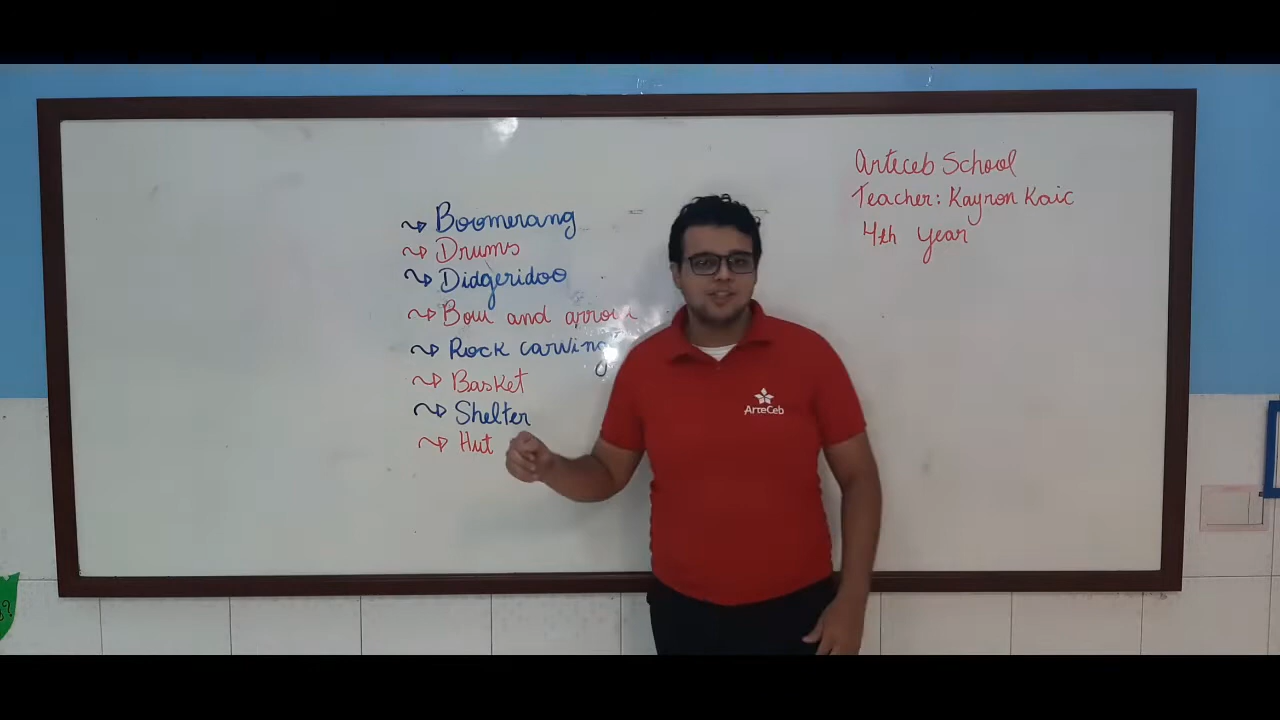 Arteceb School
Teacher: Kaynon Kaic
4th year
~> Boomerang
~> Drums
~> Didgeridoo
~> Bow and arrow
~> Rock carving
~> Basket
~> Shelter
~> Hut
ArteCeb